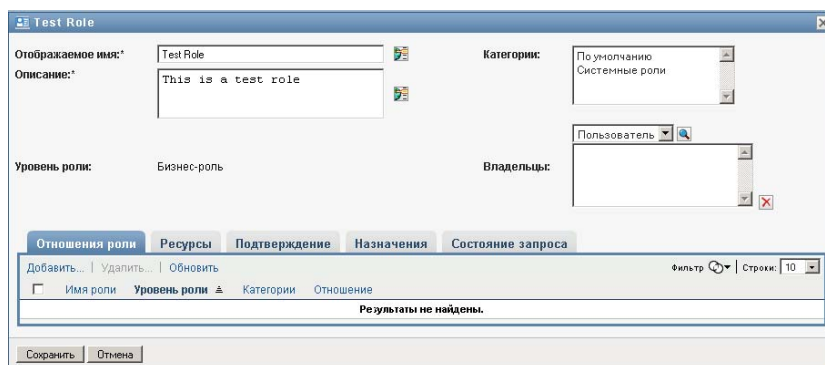 Test Role
Отображаемое имя:* Test Role Категории: По умолчанию
Системные роли
Описание:* This is a test role
Пользователь
Уровень роли: Бизнес-роль Владельцы:
Отношения роли Ресурсы Подтверждение Назначения Состояние запроса
Добавить... | Удалить... | Обновить Фильтр | Строки: 10
Имя роли Уровень роли Категории Отношение
Результаты не найдены.
Сохранить Отмена